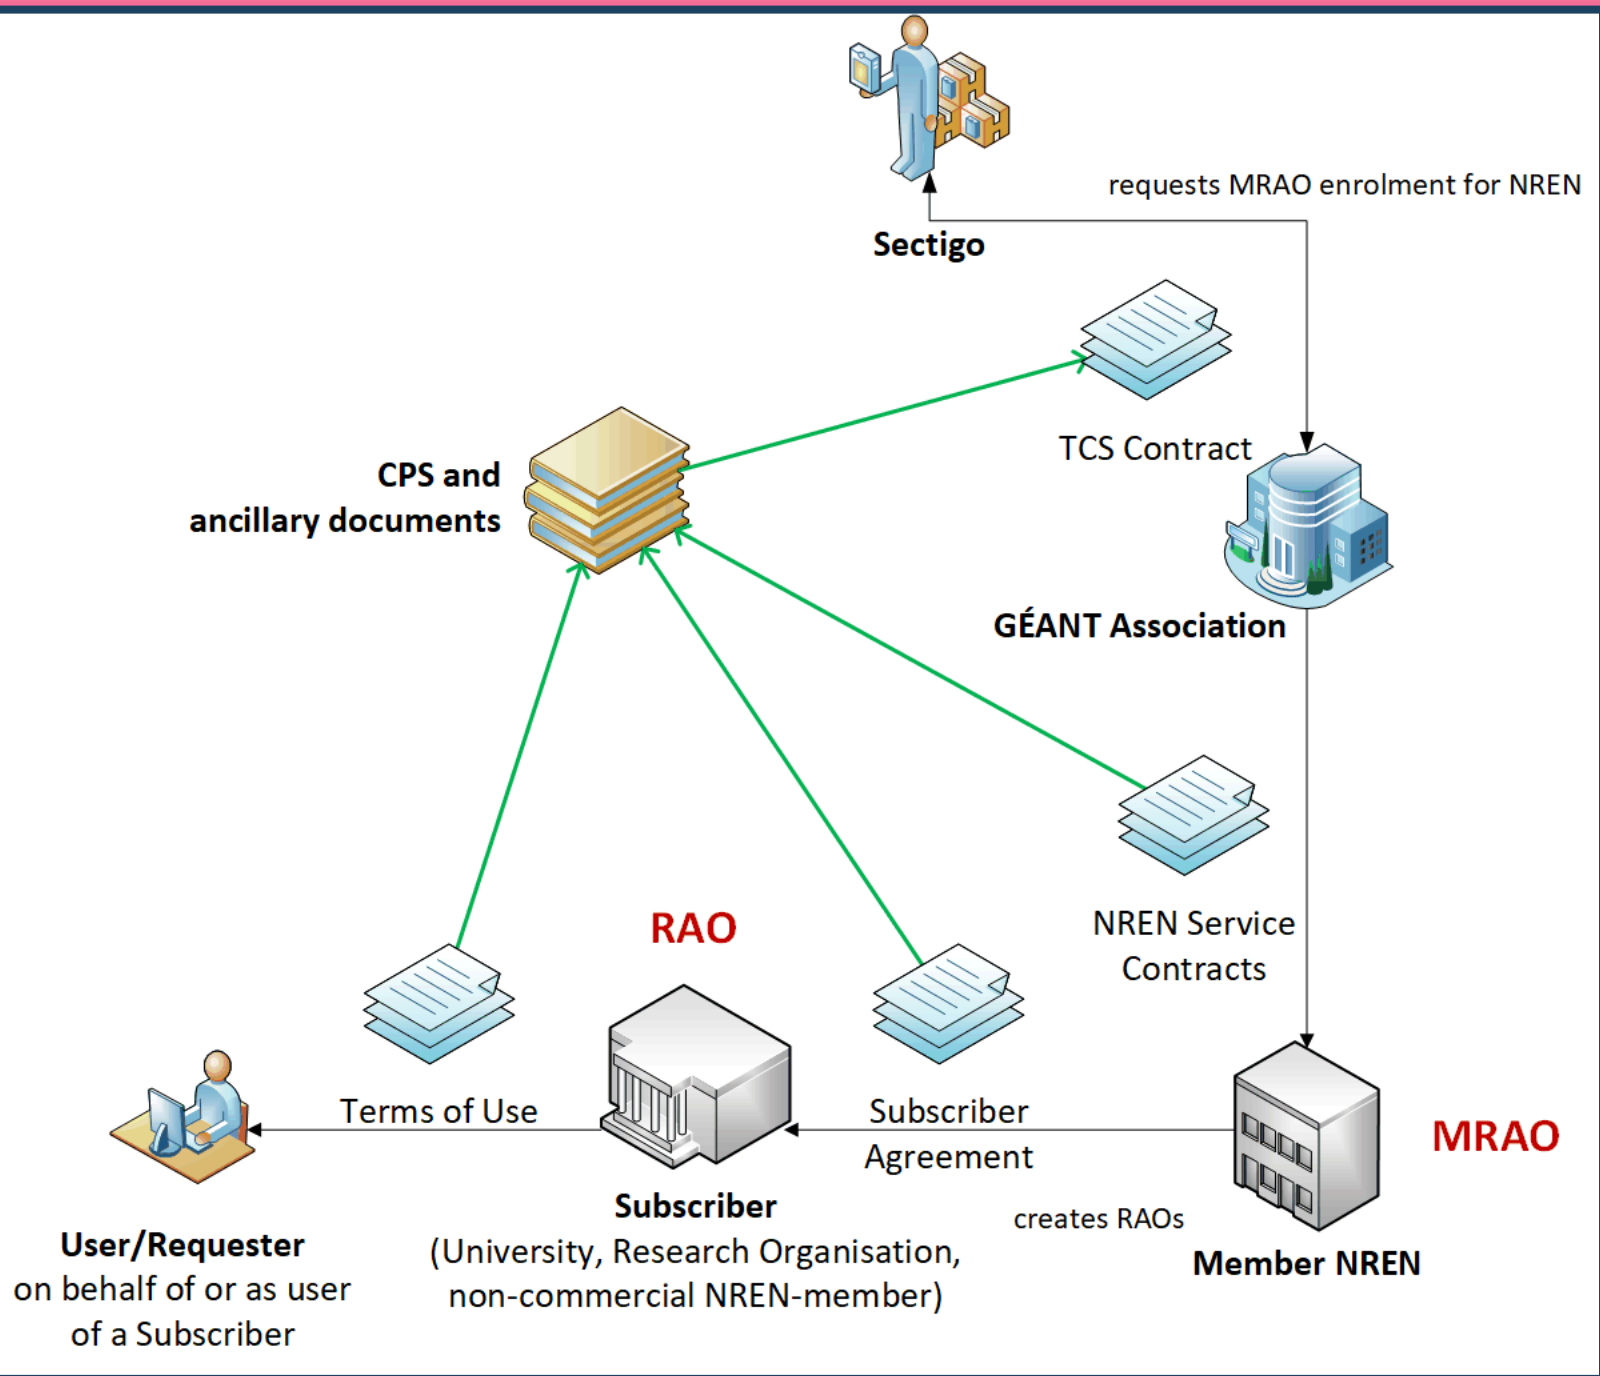 requests MRAO enrolment for NREN
Sectigo
TCS Contract
CPS and
ancillary documents
GÉANT Association
NREN Service
Contracts
RAO
Terms of Use
Subscriber
Agreement
MRAO
creates RAOs
Member NREN
Subscriber
(University, Research Organisation,
non-commercial NREN-member)
User/Requester
on behalf of or as user
of a Subscriber